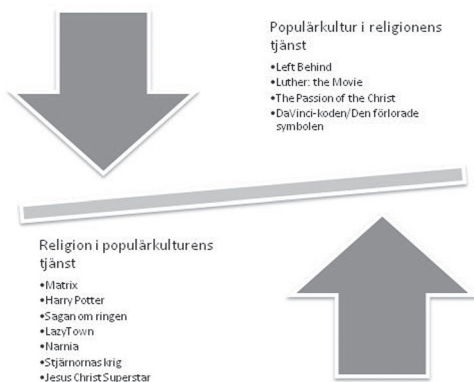 Populärkultur i religionens
tjänst
•Left Behind
•Luther: the Movie
•The Passion of the Christ
•DaVinci-koden/Den förlorade
symbolen
Religion i populärkulturens
tjänst
•Matrix
•Harry Potter
•Sagan om ringen
•LazyTown
•Narnia
•Stjärnornas krig
•Jesus Christ Superstar